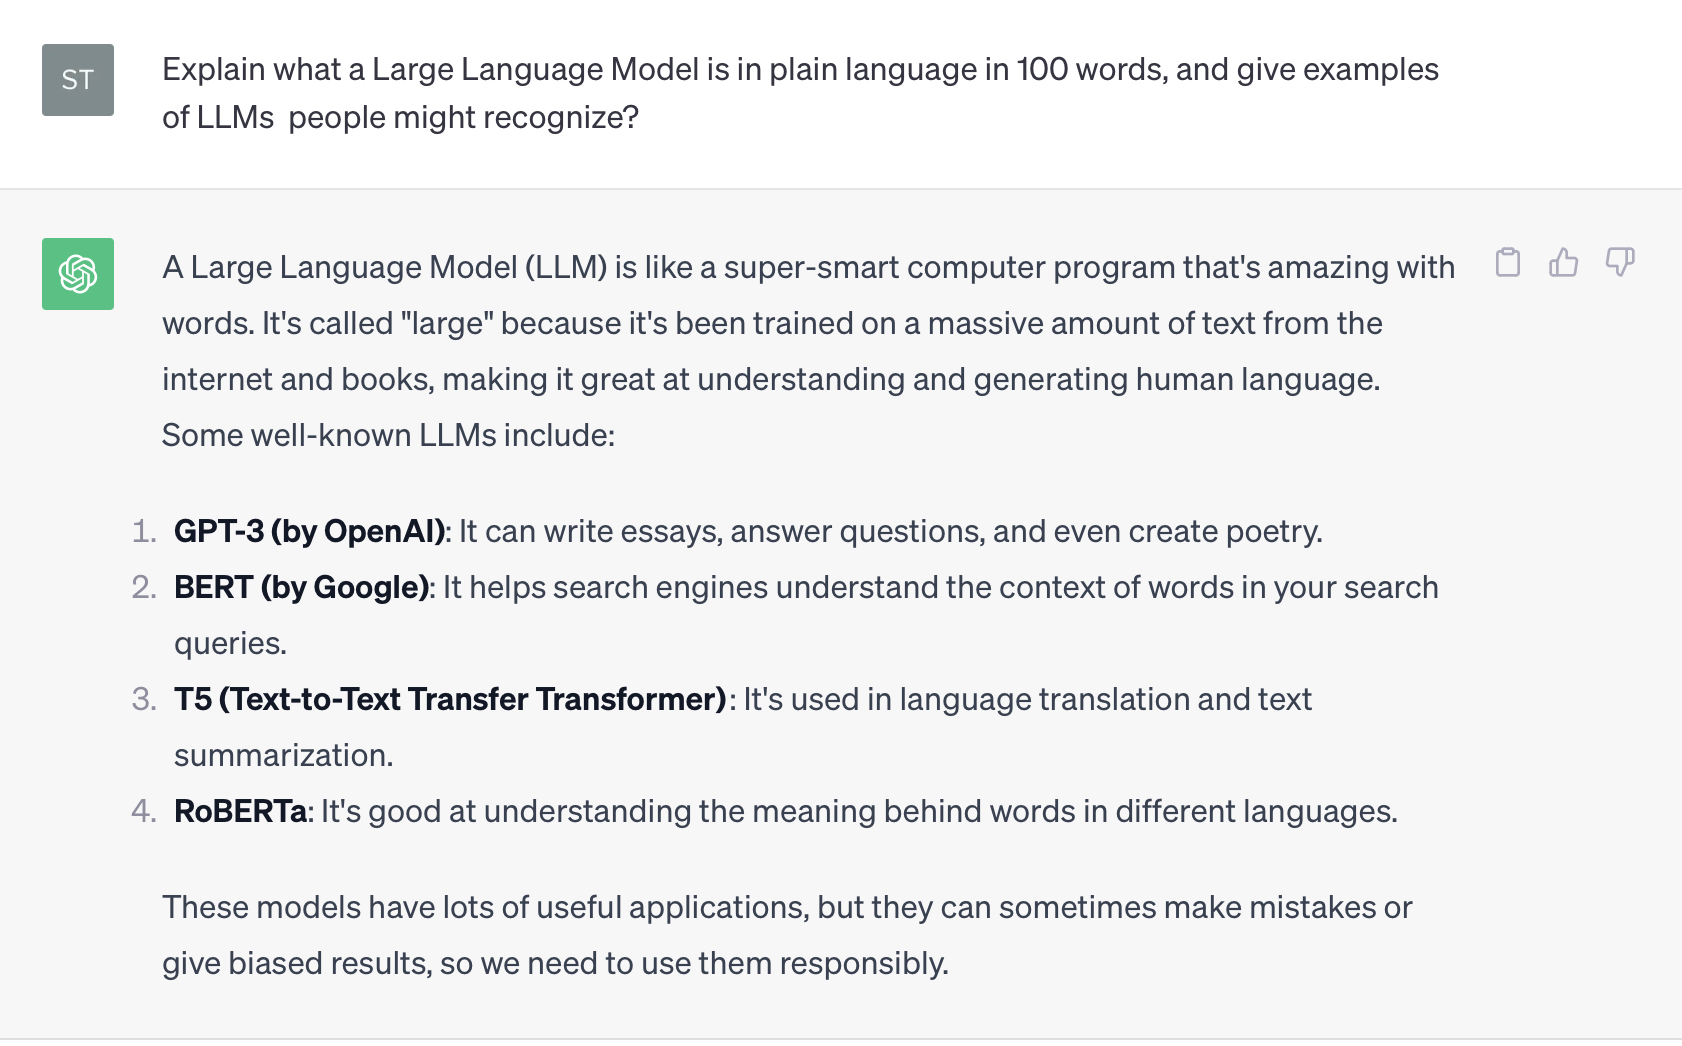 ST
Explain what a Large Language Model is in plain language in 100 words, and give examples
of LLMs  people might recognize?
A Large Language Model (LLM) is like a super-smart computer program that's amazing with
words. It's called "large" because it's been trained on a massive amount of text from the
internet and books, making it great at understanding and generating human language.
Some well-known LLMs include:
1. GPT-3 (by OpenAI): It can write essays, answer questions, and even create poetry.
2. BERT (by Google): It helps search engines understand the context of words in your search
queries.
3. T5 (Text-to-Text Transfer Transformer): It's used in language translation and text
summarization.
4. RoBERTa: It's good at understanding the meaning behind words in different languages.
These models have lots of useful applications, but they can sometimes make mistakes or
give biased results, so we need to use them responsibly.